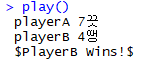 > play()
playerA 7끗
playerB 4땡
$PlayerB Wins!$